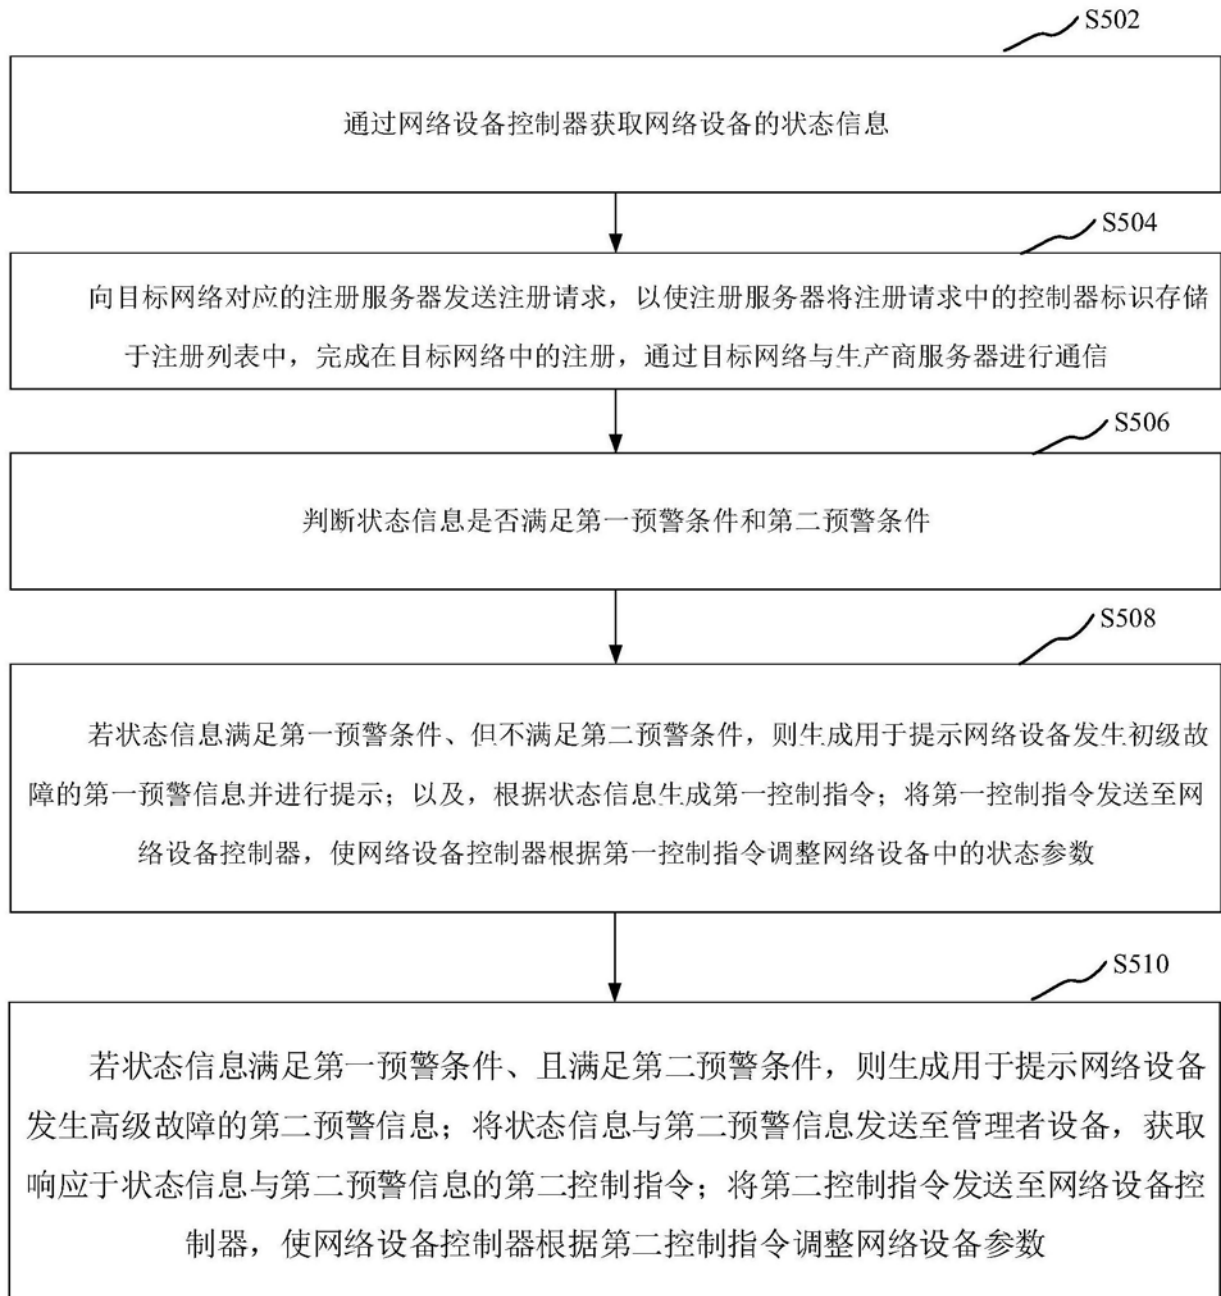 S502
通过网络设备控制器获取网络设备的状态信息
S504
向目标网络对应的注册服务器发送注册请求，以使注册服务器将注册请求中的控制器标识存储
于注册列表中，完成在目标网络中的注册，通过目标网络与生产商服务器进行通信
S506
判断状态信息是否满足第一预警条件和第二预警条件
S508
若状态信息满足第一预警条件、但不满足第二预警条件，则生成用于提示网络设备发生初级故
障的第一预警信息并进行提示；以及，根据状态信息生成第一控制指令；将第一控制指令发送至网
络设备控制器，使网络设备控制器根据第一控制指令调整网络设备中的状态参数
S510
若状态信息满足第一预警条件、且满足第二预警条件，则生成用于提示网络设备
发生高级故障的第二预警信息；将状态信息与第二预警信息发送至管理者设备，获取
响应于状态信息与第二预警信息的第二控制指令；将第二控制指令发送至网络设备控
制器，使网络设备控制器根据第二控制指令调整网络设备参数